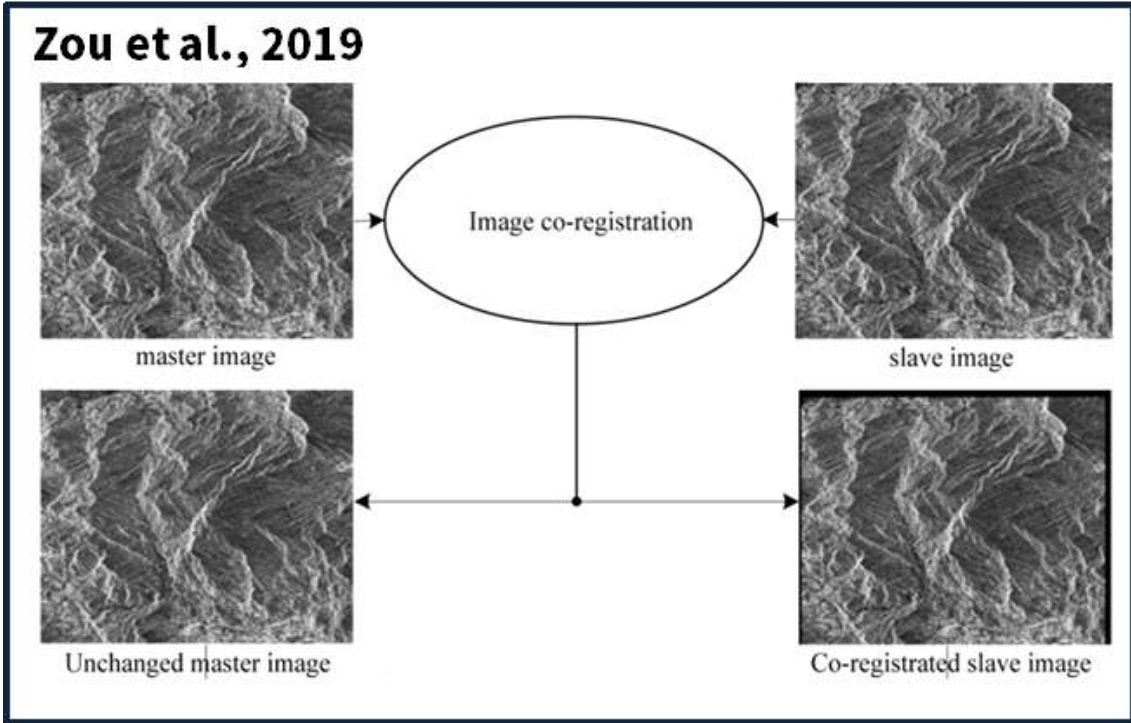 Zou et al., 2019
Image co-registration
master image
slave image
Unchanged master image
Co-registrated slave image